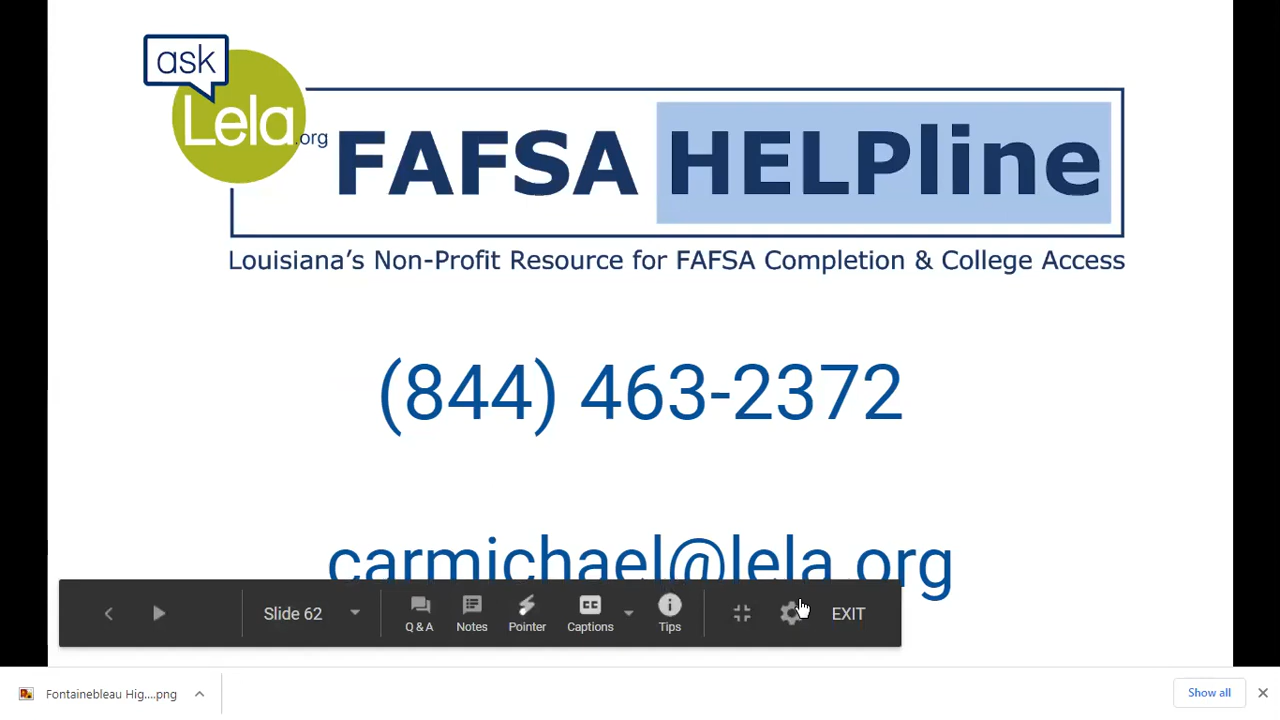 ask
Lela.org
FAFSA HELPline
Louisiana's Non-Profit Resource for FAFSA Completion & College Access
(844) 463-2372
carmichael@lela.org
Slide 62
Q & A
Notes
Pointer
CC
Captions
Tips
EXIT
Fontainebleau Hig....png
Show all